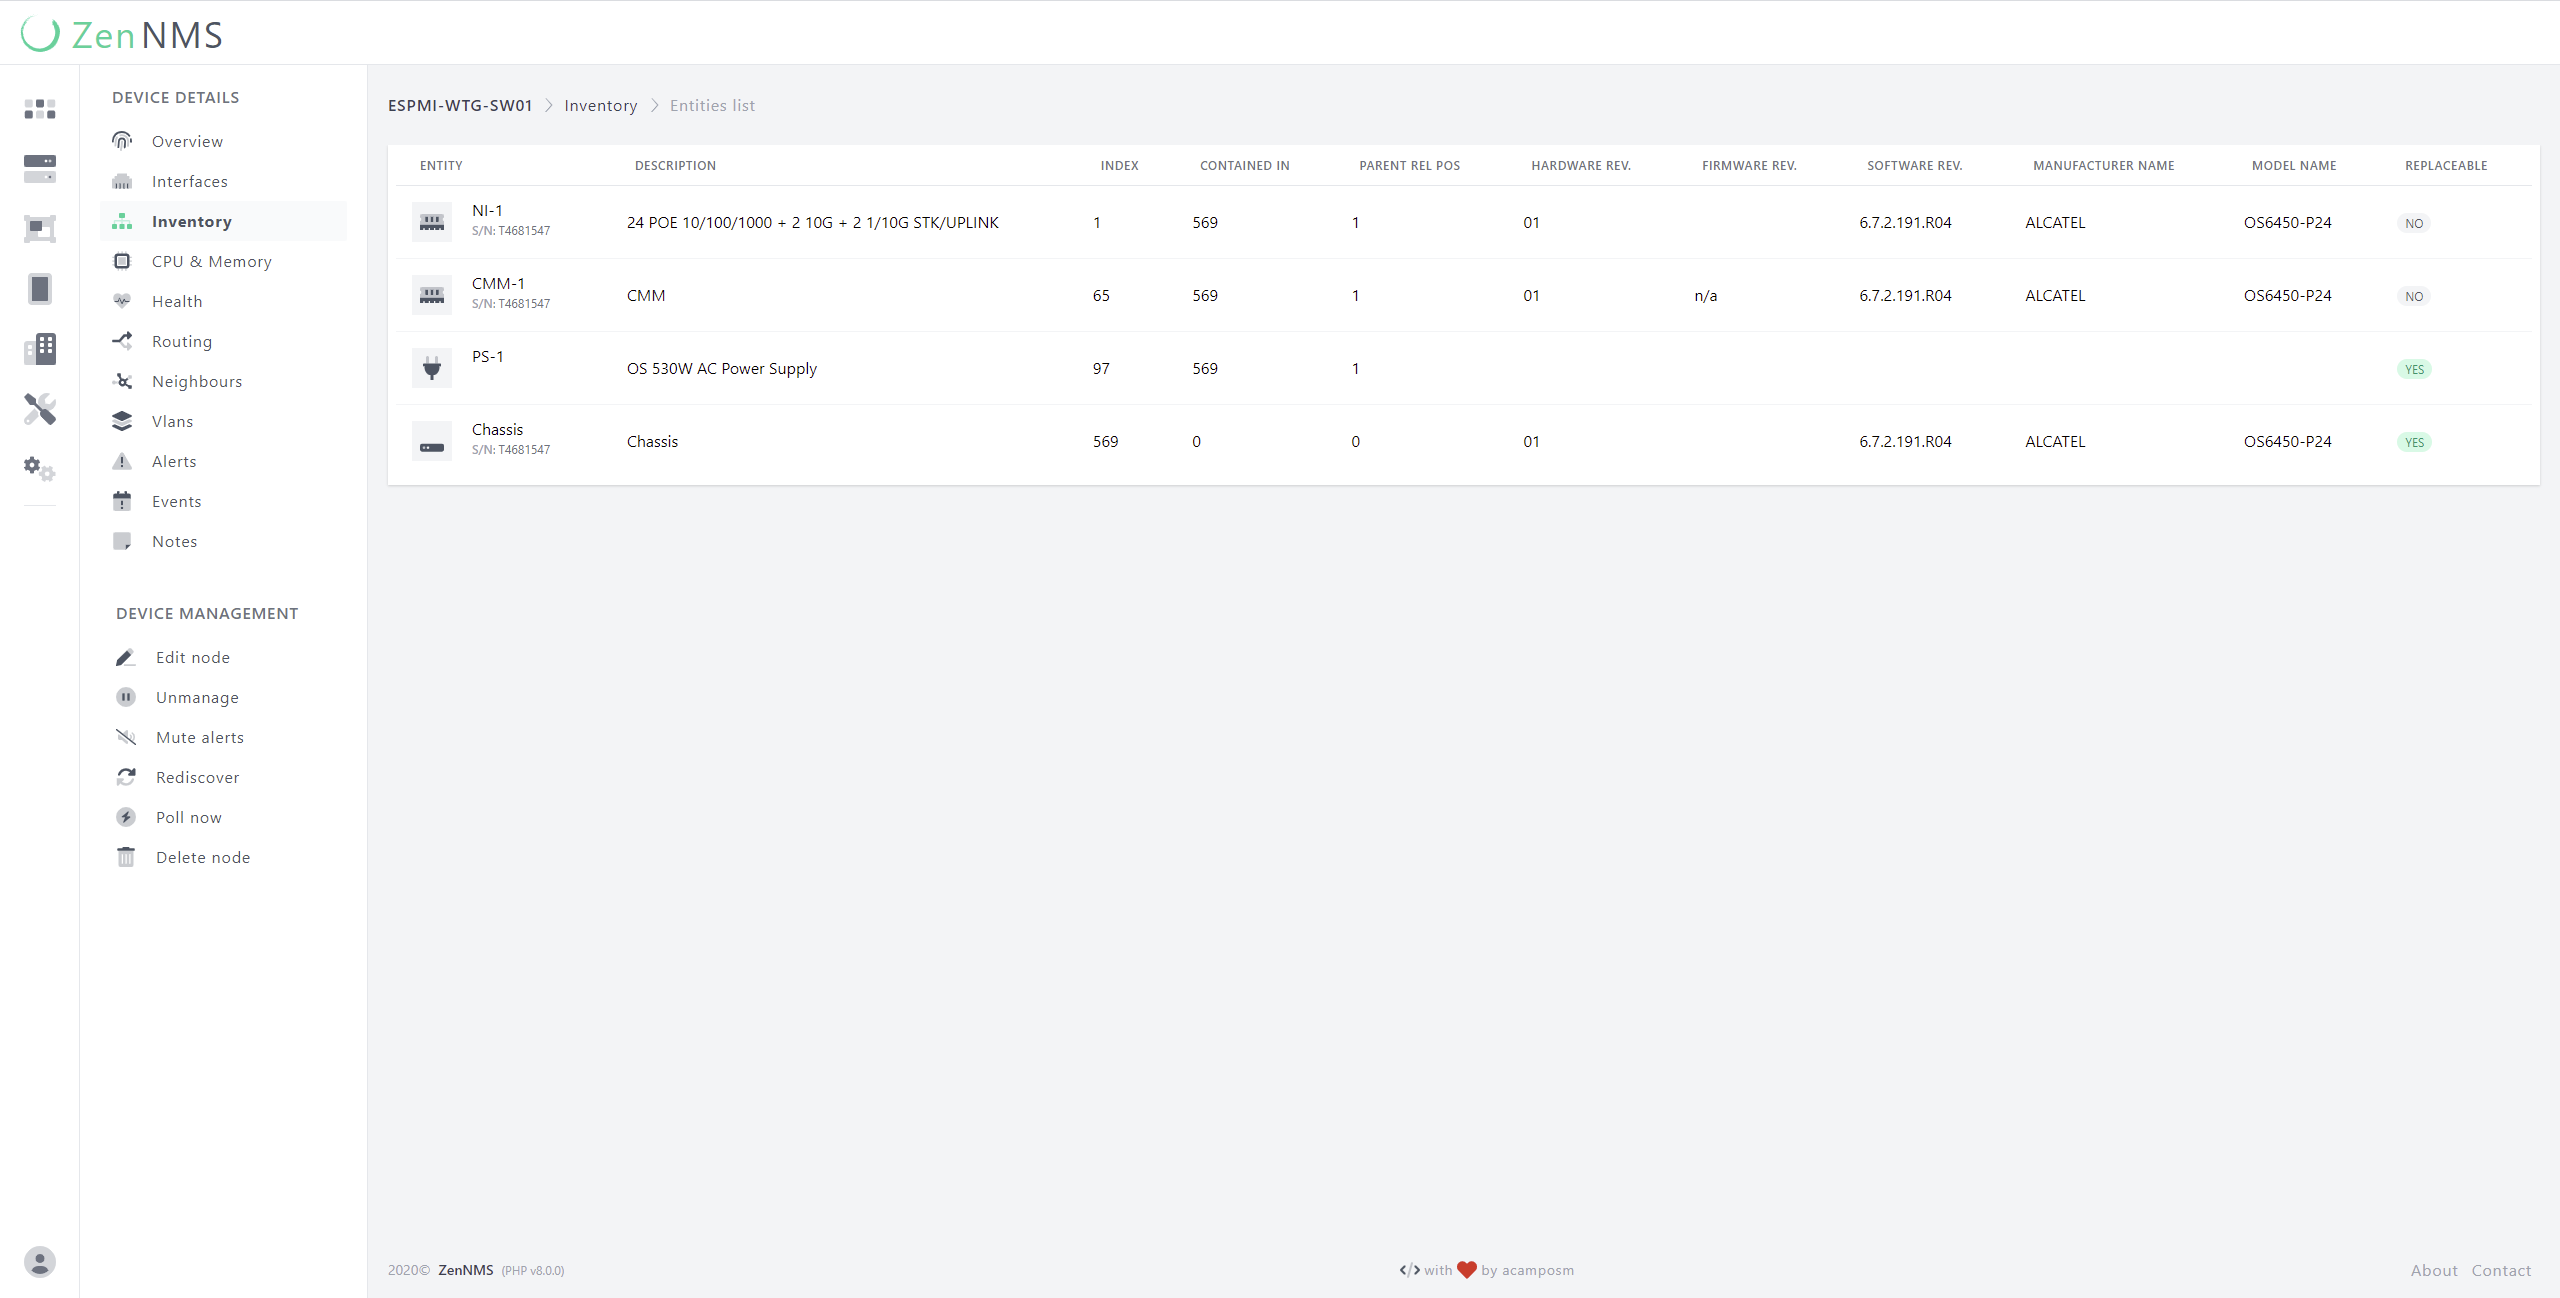 ZenNMS
DEVICE DETAILS
Overview
Interfaces
Inventory
CPU & Memory
Health
Routing
Neighbours
Vlans
Alerts
Events
Notes
DEVICE MANAGEMENT
Edit node
Unmanage
Mute alerts
Rediscover
Poll now
Delete node
ESPMI-WTG-SW01 Inventory Entities list
ENTITY DESCRIPTION INDEX CONTAINED IN PARENT REL POS HARDWARE REV. FIRMWARE REV. SOFTWARE REV. MANUFACTURER NAME MODEL NAME REPLACEABLE
NI-1
S/N: T4681547
24 POE 10/100/1000 + 2 10G + 2 1/10G STK/UPLINK 1 569 1 01 6.7.2.191.R04 ALCATEL OS6450-P24 NO
CMM-1
S/N: T4681547
CMM 65 569 1 01 n/a 6.7.2.191.R04 ALCATEL OS6450-P24 NO
PS-1
OS 530W AC Power Supply 97 569 1 YES
Chassis
S/N: T4681547
Chassis 569 0 0 01 6.7.2.191.R04 ALCATEL OS6450-P24 YES
2020© ZenNMS (PHP v8.0.0)
</> with by acamposm
About Contact